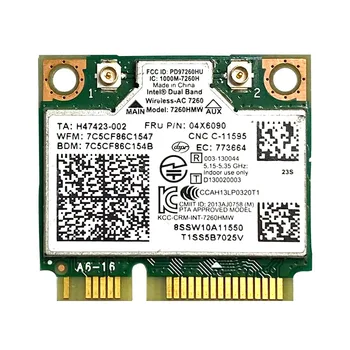 FCC ID: PD97260HU
IC: 1000M-7260H
Intel® Dual Band
Wireless-AC 7260
Model: 7260HMW
1
2
MAIN
AUX
TA: H47423-002
FRU P/N: 04X6090
WFM: 7C5CF86C1547
CNC C-11595
BDM: 7C5CF86C154B
EC: 773664
R 003-130044
5.15-5.35 GHz
Indoor use only
T D130020003
23S
CCAH13LP0320T1
CMIIT ID: 2013AJ0758 (M)
PTA APPROVED MODEL
KCC-CRM-INT-7260HMW
8SSW10A11550
T1SS5B7025V
A6-16